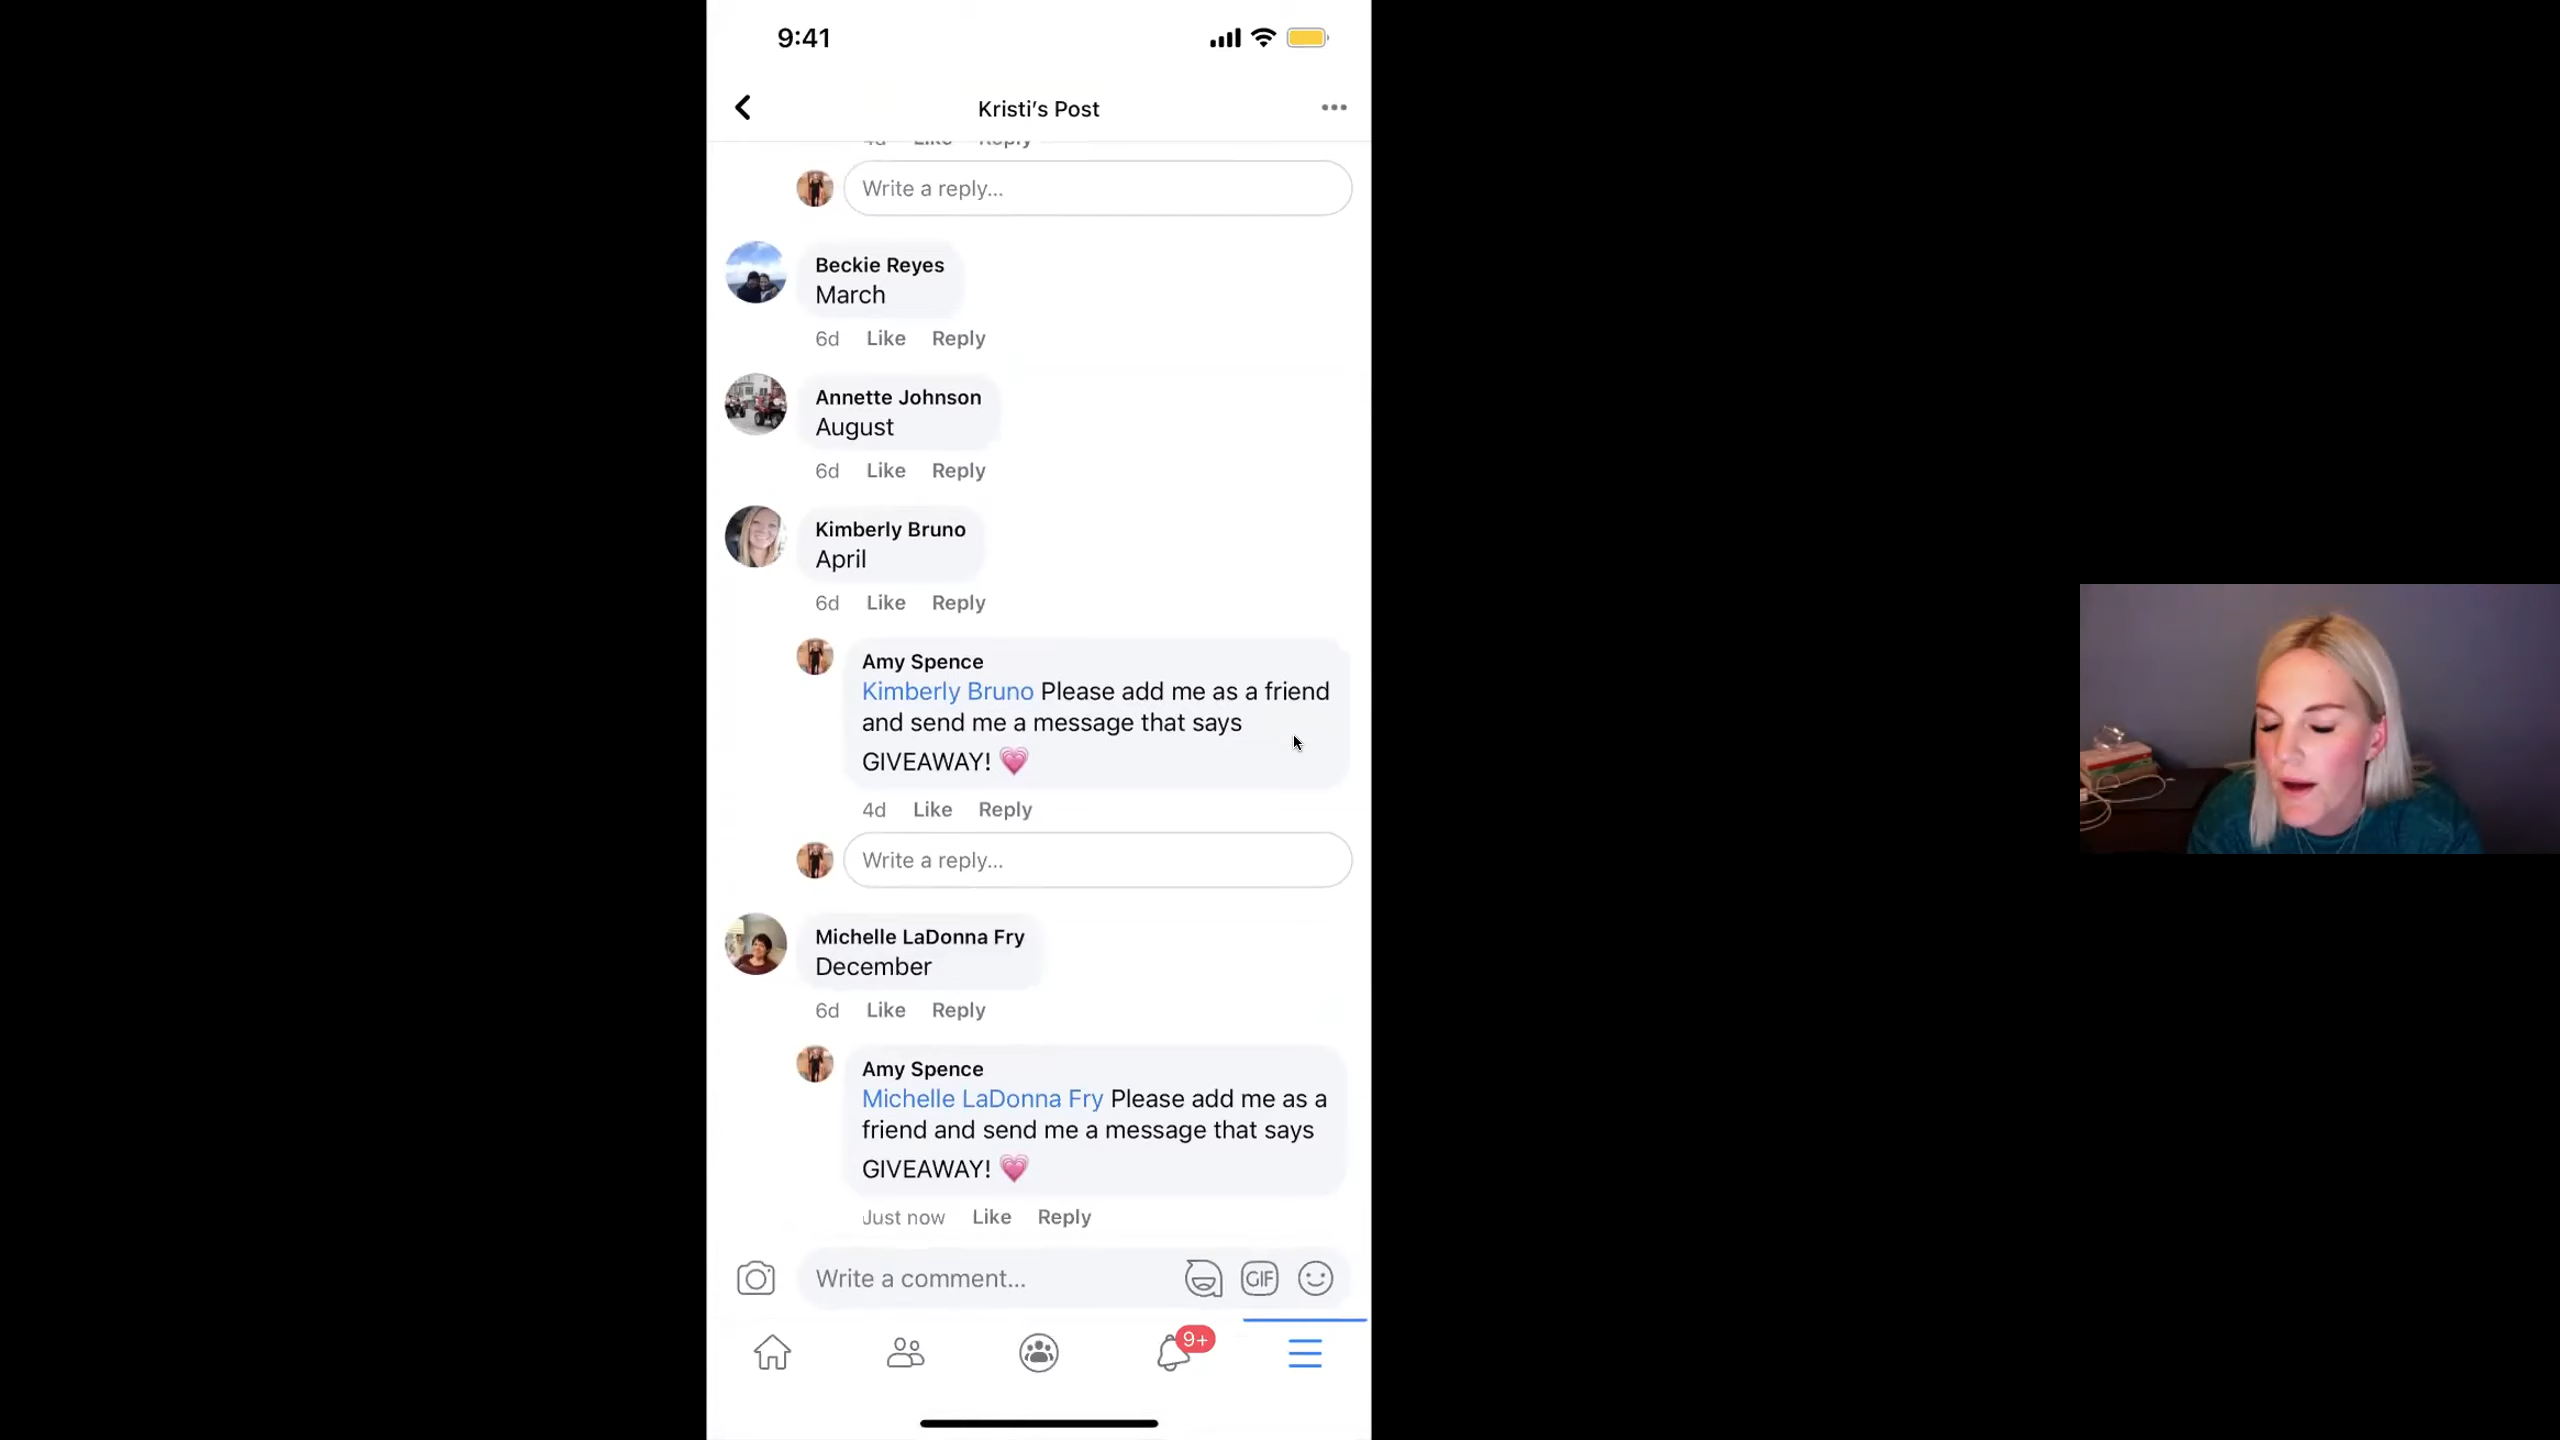 9:41
Kristi's Post
4d Like Reply
Write a reply...
Beckie Reyes
March
6d Like Reply
Annette Johnson
August
6d Like Reply
Kimberly Bruno
April
6d Like Reply
Amy Spence
Kimberly Bruno Please add me as a friend
and send me a message that says
GIVEAWAY! 💗
4d Like Reply
Write a reply...
Michelle LaDonna Fry
December
6d Like Reply
Amy Spence
Michelle LaDonna Fry Please add me as a
friend and send me a message that says
GIVEAWAY! 💗
Just now Like Reply
Write a comment...
GIF
9+